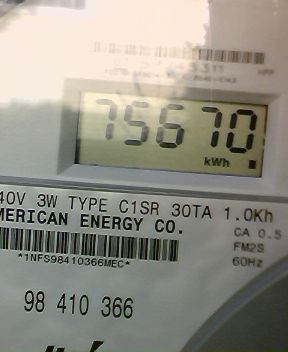 75670
kWh
40V 3W TYPE C1SR 30TA 1.0Kh
MERICAN ENERGY CO.
CA 0.5
*1NFS98410366MEC*
FM2S
60Hz
98 410 366